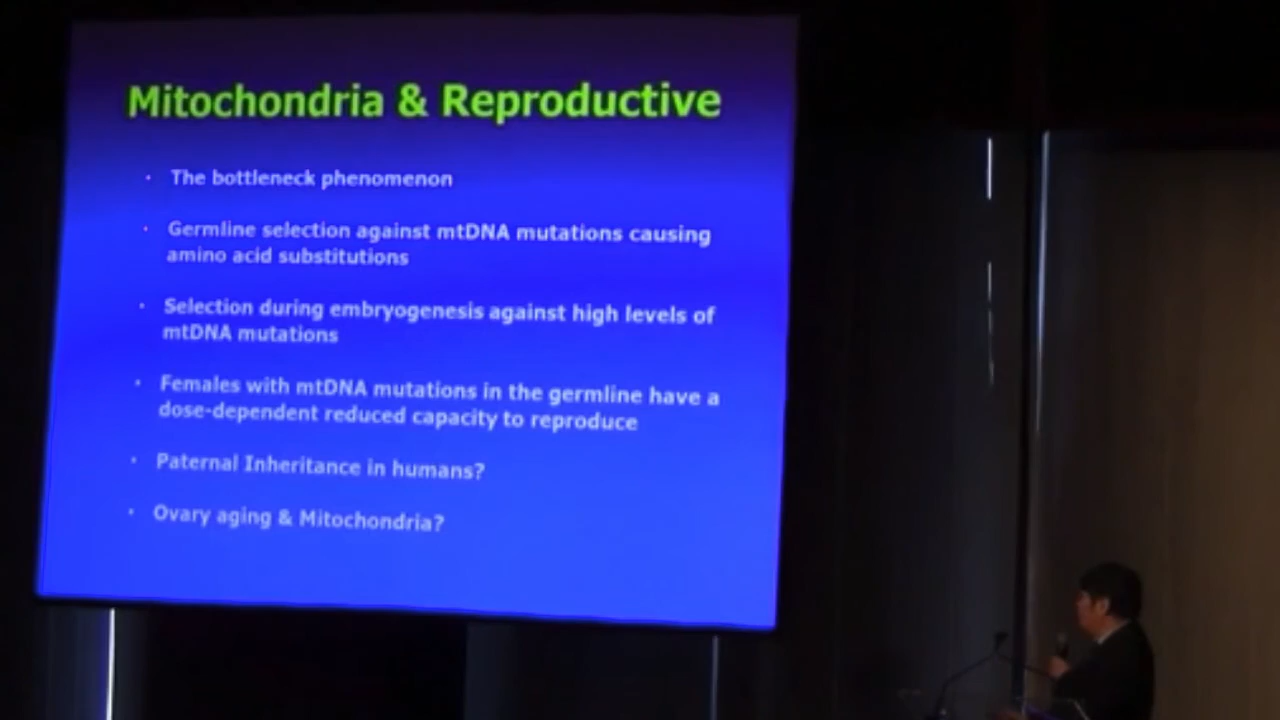 Mitochondria & Reproductive
· The bottleneck phenomenon
· Germline selection against mtDNA mutations causing
amino acid substitutions
· Selection during embryogenesis against high levels of
mtDNA mutations
· Females with mtDNA mutations in the germline have a
dose-dependent reduced capacity to reproduce
· Paternal Inheritance in humans?
· Ovary aging & Mitochondria?